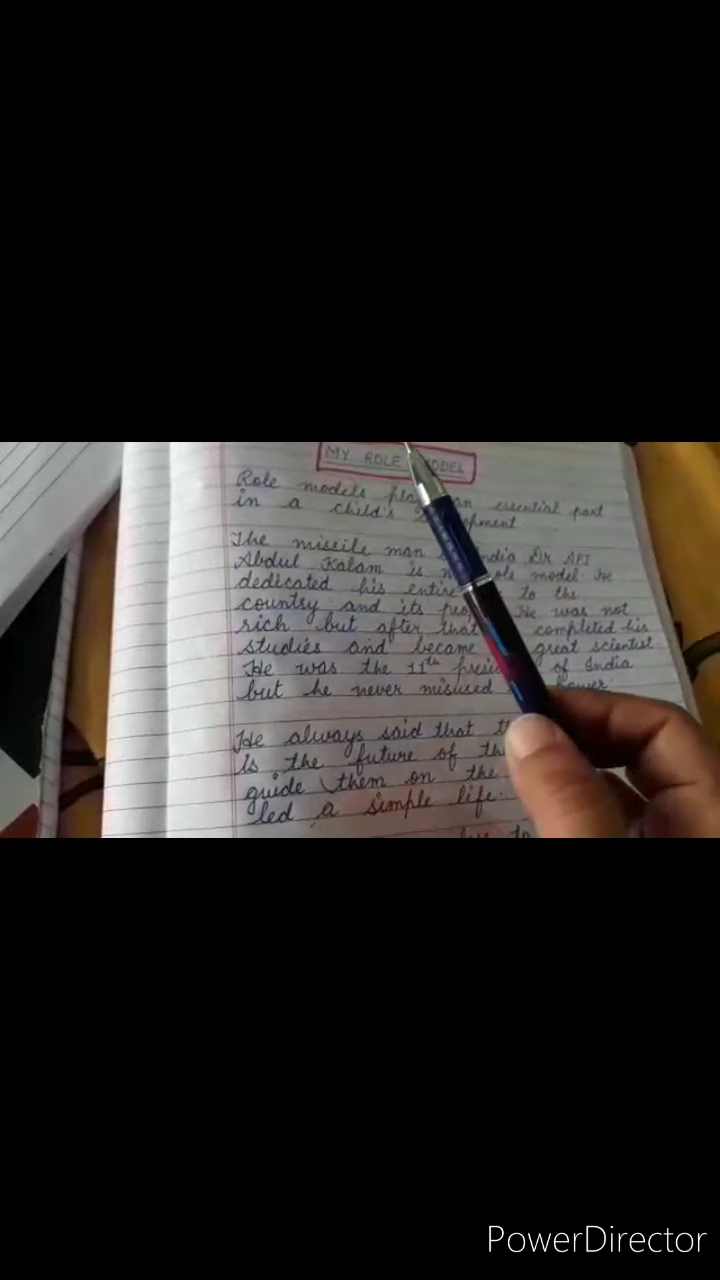 MY ROLE MODEL
Role models play an essential part
in a child's
The missile man India Dr APJ
Abdul Kalam is role model. He
dedicated his entire to the
country and its He was not
rich but after that completed his
studies and became great scientist
He was the 11th of India
but he never misused power.
He always said that
is the future of
guide them on the
led a simple life.
to
PowerDirector